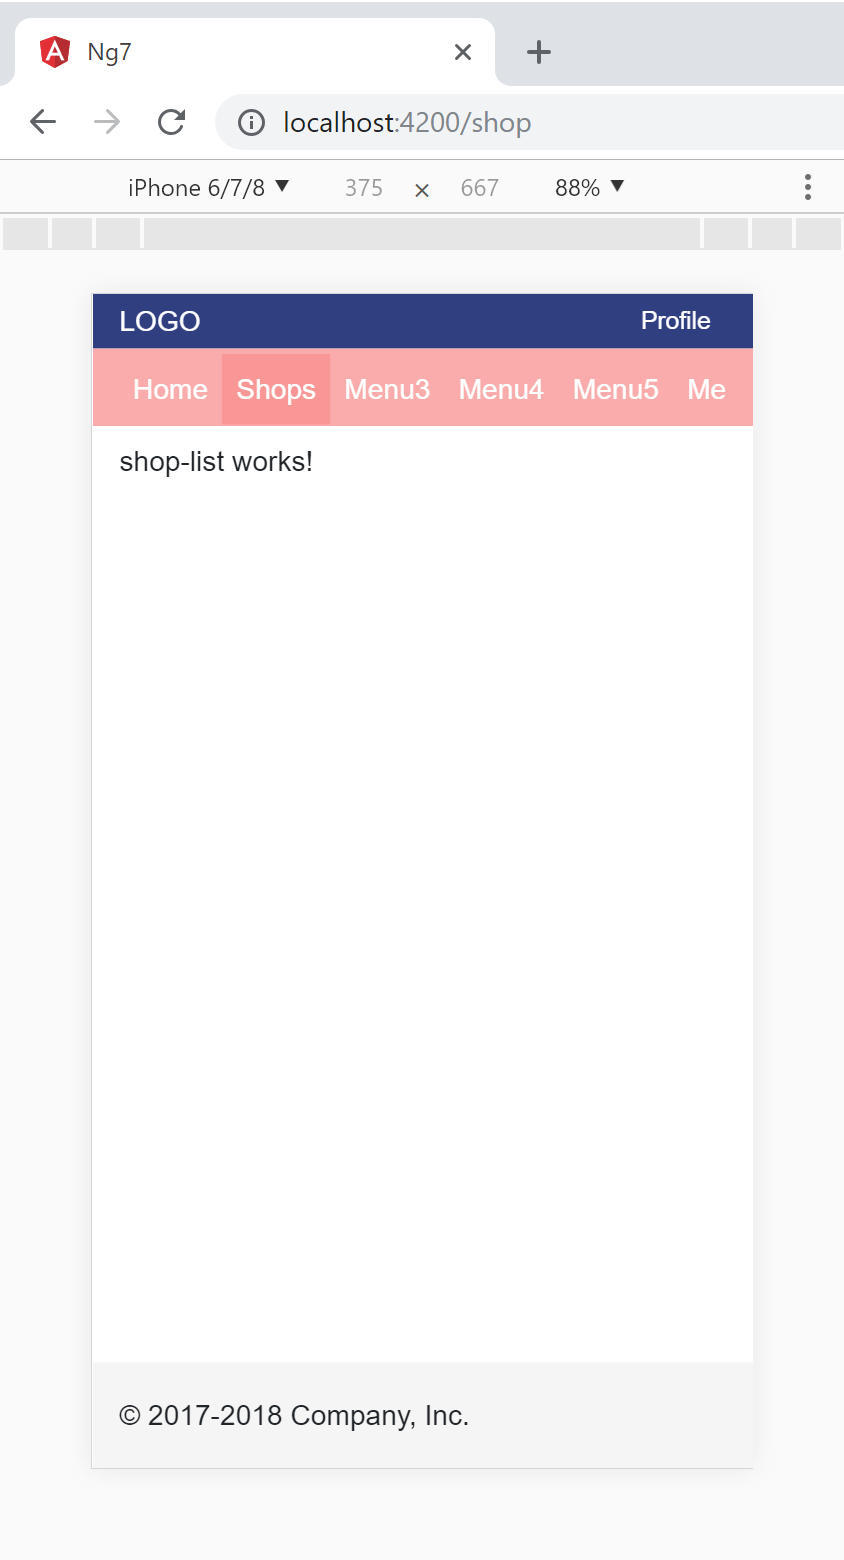 Ng7
localhost:4200/shop
iPhone 6/7/8 ▼ 375 × 667 88% ▼
LOGO Profile
Home Shops Menu3 Menu4 Menu5 Me
shop-list works!
© 2017-2018 Company, Inc.